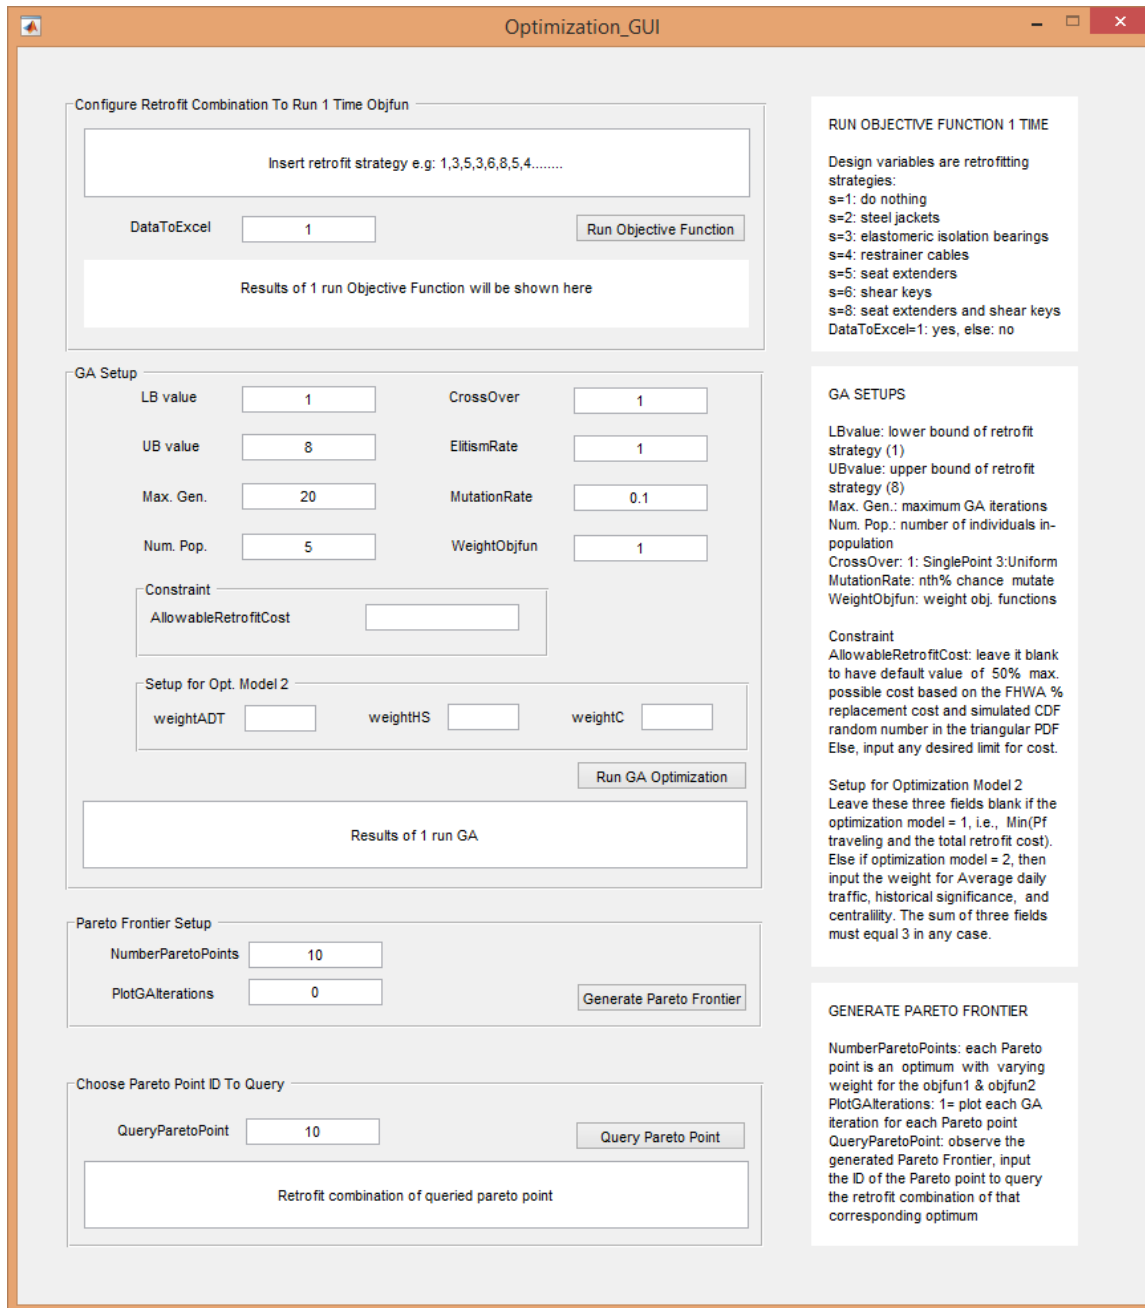 Optimization_GUI
Configure Retrofit Combination To Run 1 Time Objfun
Insert retrofit strategy e.g: 1,3,5,3,6,8,5,4........
DataToExcel 1 Run Objective Function
Results of 1 run Objective Function will be shown here
GA Setup
LB value 1 CrossOver 1
UB value 8 ElitismRate 1
Max. Gen. 20 MutationRate 0.1
Num. Pop. 5 WeightObjfun 1
Constraint
AllowableRetrofitCost
Setup for Opt. Model 2
weightADT weightHS weightC
Run GA Optimization
Results of 1 run GA
Pareto Frontier Setup
NumberParetoPoints 10
PlotGAIterations 0 Generate Pareto Frontier
Choose Pareto Point ID To Query
QueryParetoPoint 10 Query Pareto Point
Retrofit combination of queried pareto point
RUN OBJECTIVE FUNCTION 1 TIME
Design variables are retrofitting
strategies:
s=1: do nothing
s=2: steel jackets
s=3: elastomeric isolation bearings
s=4: restrainer cables
s=5: seat extenders
s=6: shear keys
s=8: seat extenders and shear keys
DataToExcel=1: yes, else: no
GA SETUPS
LBvalue: lower bound of retrofit
strategy (1)
UBvalue: upper bound of retrofit
strategy (8)
Max. Gen.: maximum GA iterations
Num. Pop.: number of individuals in-
population
CrossOver: 1: SinglePoint 3:Uniform
MutationRate: nth% chance mutate
WeightObjfun: weight obj. functions
Constraint
AllowableRetrofitCost: leave it blank
to have default value of 50% max.
possible cost based on the FHWA %
replacement cost and simulated CDF
random number in the triangular PDF
Else, input any desired limit for cost.
Setup for Optimization Model 2
Leave these three fields blank if the
optimization model = 1, i.e., Min(Pf
traveling and the total retrofit cost).
Else if optimization model = 2, then
input the weight for Average daily
traffic, historical significance, and
centralility. The sum of three fields
must equal 3 in any case.
GENERATE PARETO FRONTIER
NumberParetoPoints: each Pareto
point is an optimum with varying
weight for the objfun1 & objfun2
PlotGAIterations: 1= plot each GA
iteration for each Pareto point
QueryParetoPoint: observe the
generated Pareto Frontier, input
the ID of the Pareto point to query
the retrofit combination of that
corresponding optimum